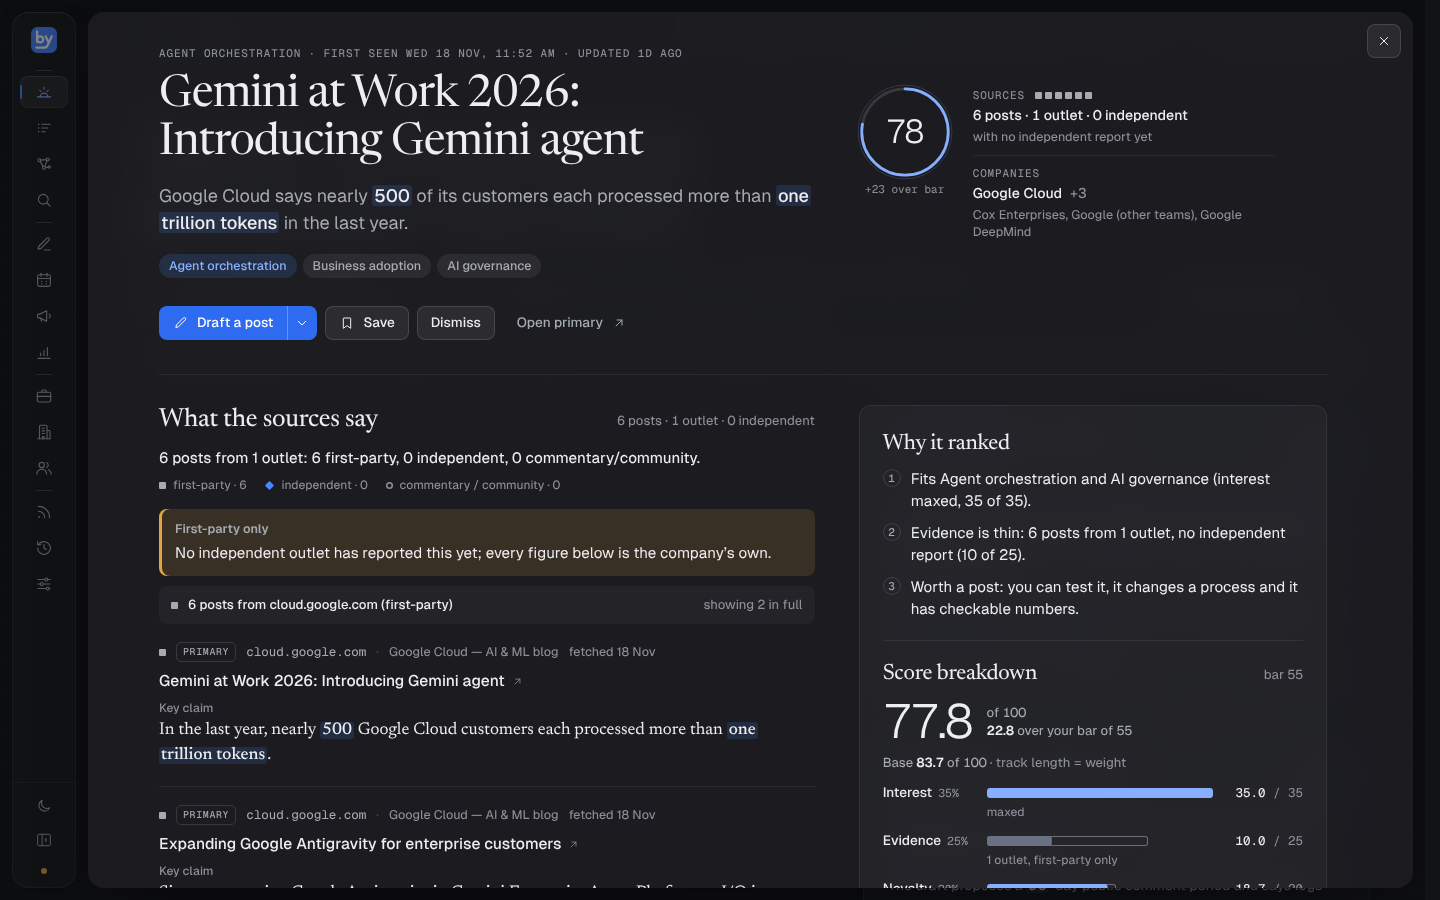 by
AGENT ORCHESTRATION · FIRST SEEN WED 18 NOV, 11:52 AM · UPDATED 1D AGO
Gemini at Work 2026:
Introducing Gemini agent
Google Cloud says nearly 500 of its customers each processed more than one
trillion tokens in the last year.
Agent orchestration
Business adoption
AI governance
Draft a post
Save
Dismiss
Open primary
78
+23 over bar
SOURCES
6 posts · 1 outlet · 0 independent
with no independent report yet
COMPANIES
Google Cloud +3
Cox Enterprises, Google (other teams), Google
DeepMind
What the sources say
6 posts · 1 outlet · 0 independent
6 posts from 1 outlet: 6 first-party, 0 independent, 0 commentary/community.
first-party · 6
independent · 0
commentary / community · 0
First-party only
No independent outlet has reported this yet; every figure below is the company’s own.
6 posts from cloud.google.com (first-party)
showing 2 in full
PRIMARY cloud.google.com · Google Cloud — AI & ML blog fetched 18 Nov
Gemini at Work 2026: Introducing Gemini agent
Key claim
In the last year, nearly 500 Google Cloud customers each processed more than one
trillion tokens.
PRIMARY cloud.google.com · Google Cloud — AI & ML blog fetched 18 Nov
Expanding Google Antigravity for enterprise customers
Key claim
Why it ranked
1 Fits Agent orchestration and AI governance (interest
maxed, 35 of 35).
2 Evidence is thin: 6 posts from 1 outlet, no independent
report (10 of 25).
3 Worth a post: you can test it, it changes a process and it
has checkable numbers.
Score breakdown
bar 55
77.8
of 100
22.8 over your bar of 55
Base 83.7 of 100 · track length = weight
Interest 35%
35.0 / 35
maxed
Evidence 25%
10.0 / 25
1 outlet, first-party only